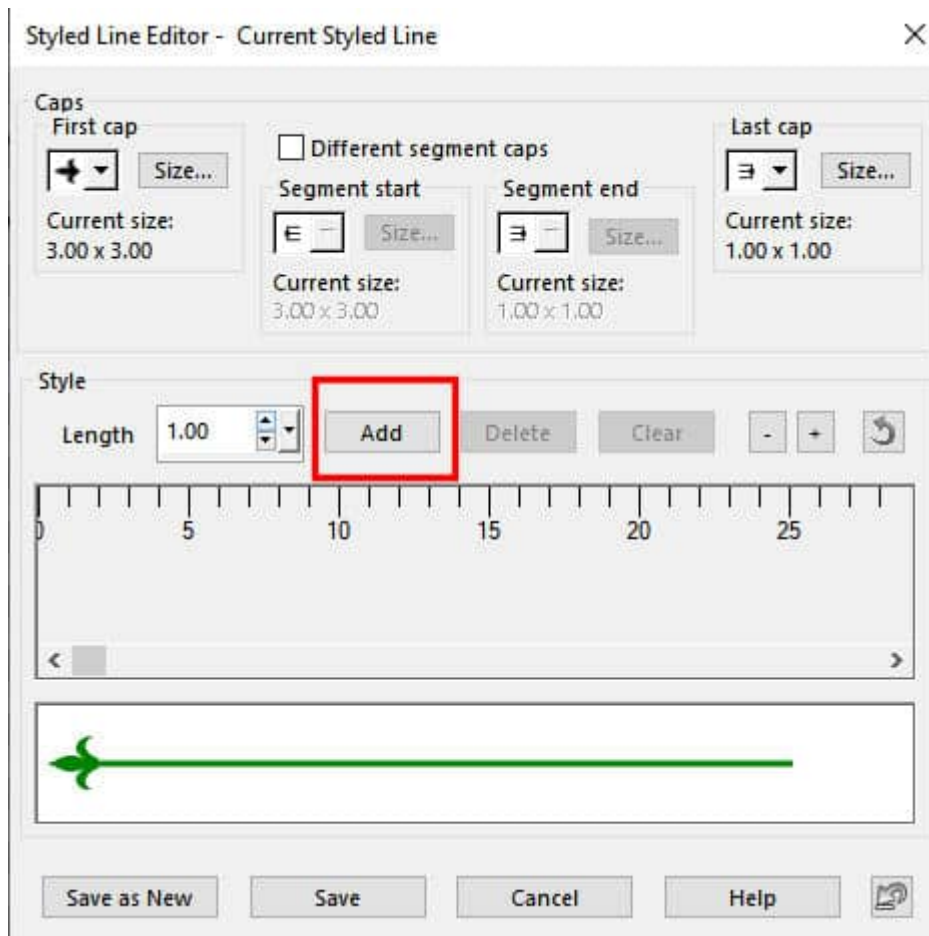 Styled Line Editor - Current Styled Line
Caps
First cap
Size...
Current size:
3.00 x 3.00
Different segment caps
Segment start
Size...
Current size:
3.00 x 3.00
Segment end
Size...
Current size:
1.00 x 1.00
Last cap
Size...
Current size:
1.00 x 1.00
Style
Length 1.00 Add Delete Clear - +
0 5 10 15 20 25
Save as New Save Cancel Help